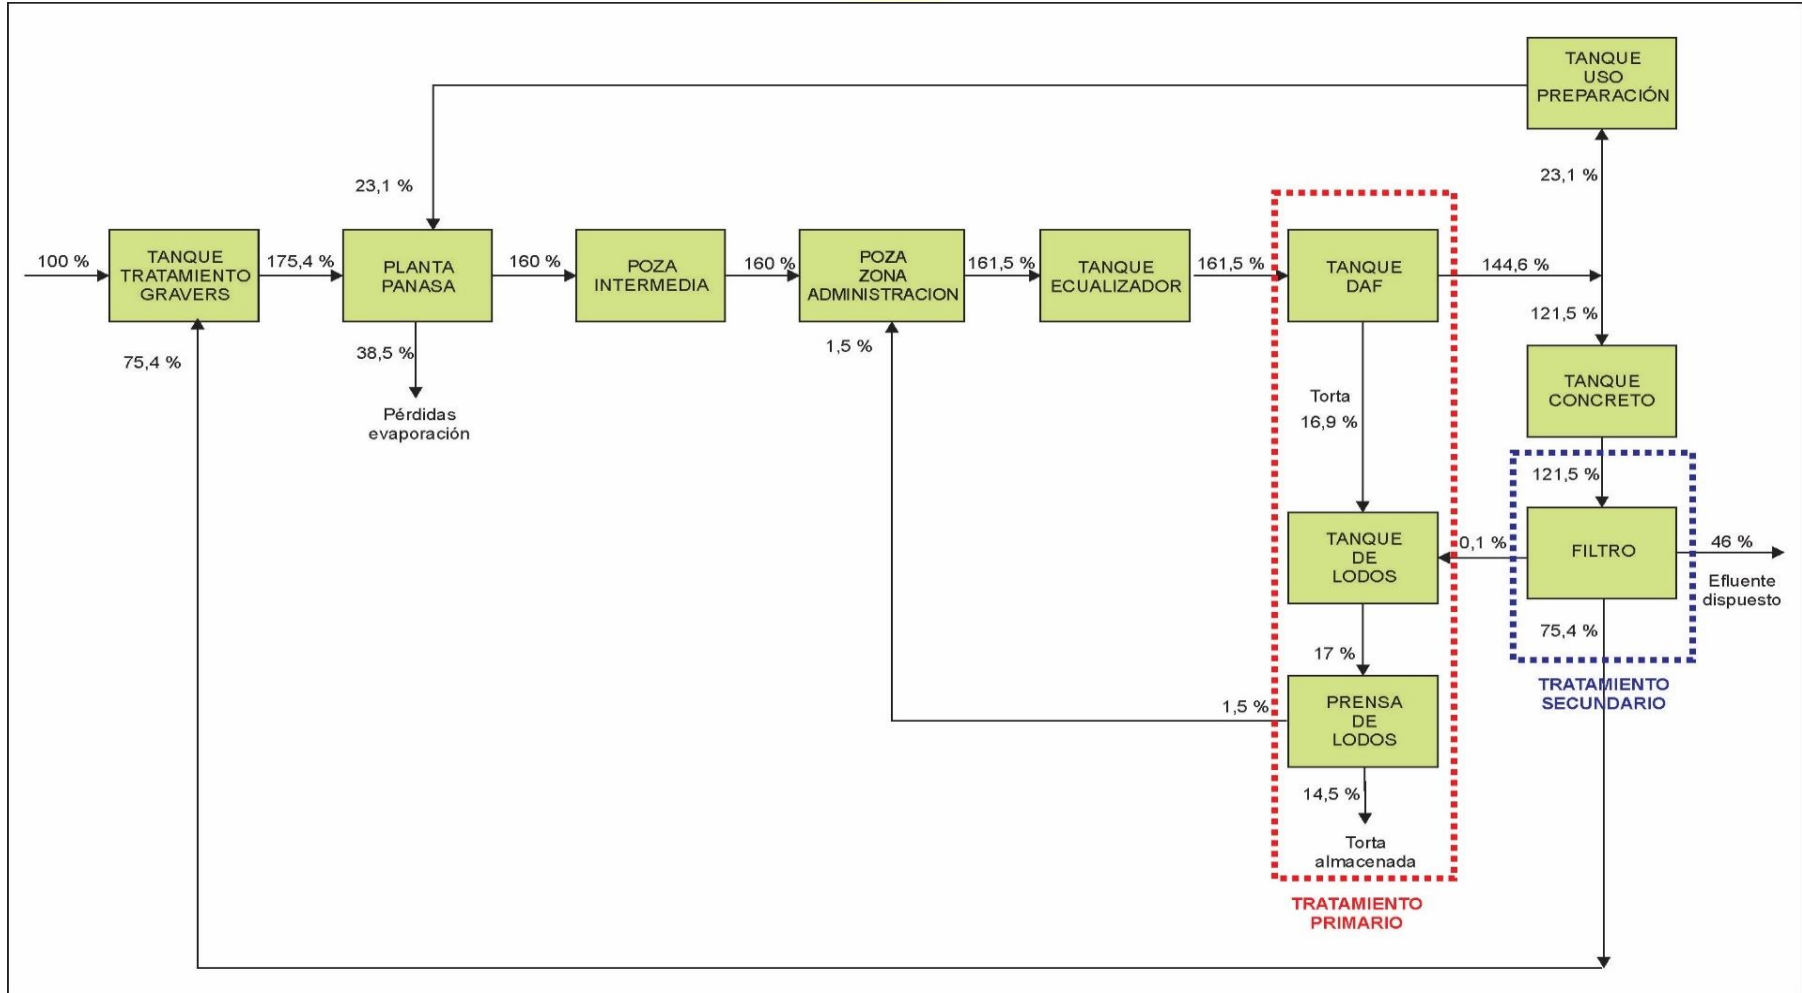 TANQUE
USO
PREPARACIÓN
23,1 %
23,1 %
100 %
TANQUE
TRATAMIENTO
GRAVERS
175,4 %
PLANTA
PANASA
160 %
POZA
INTERMEDIA
160 %
POZA
ZONA
ADMINISTRACION
161,5 %
TANQUE
ECUALIZADOR
161,5 %
TANQUE
DAF
144,6 %
121,5 %
75,4 %
38,5 %
Pérdidas
evaporación
1,5 %
Torta
16,9 %
TANQUE
CONCRETO
121,5 %
TANQUE
DE
LODOS
0,1 %
FILTRO
46 %
Efluente
dispuesto
75,4 %
17 %
TRATAMIENTO
SECUNDARIO
1,5 %
PRENSA
DE
LODOS
14,5 %
Torta
almacenada
TRATAMIENTO
PRIMARIO